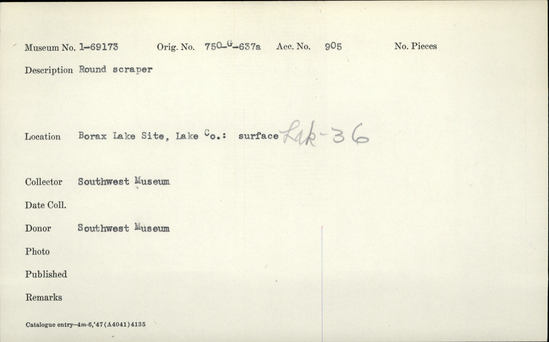 Museum No. 1-69173 Orig. No. 750-G-637a Acc. No. 905 No. Pieces
Description Round scraper
Location Borax Lake Site, Lake Co.: surface Lak-36
Collector Southwest Museum
Date Coll.
Donor Southwest Museum
Photo
Published
Remarks
Catalogue entry—4m-6,'47(A4041)4135